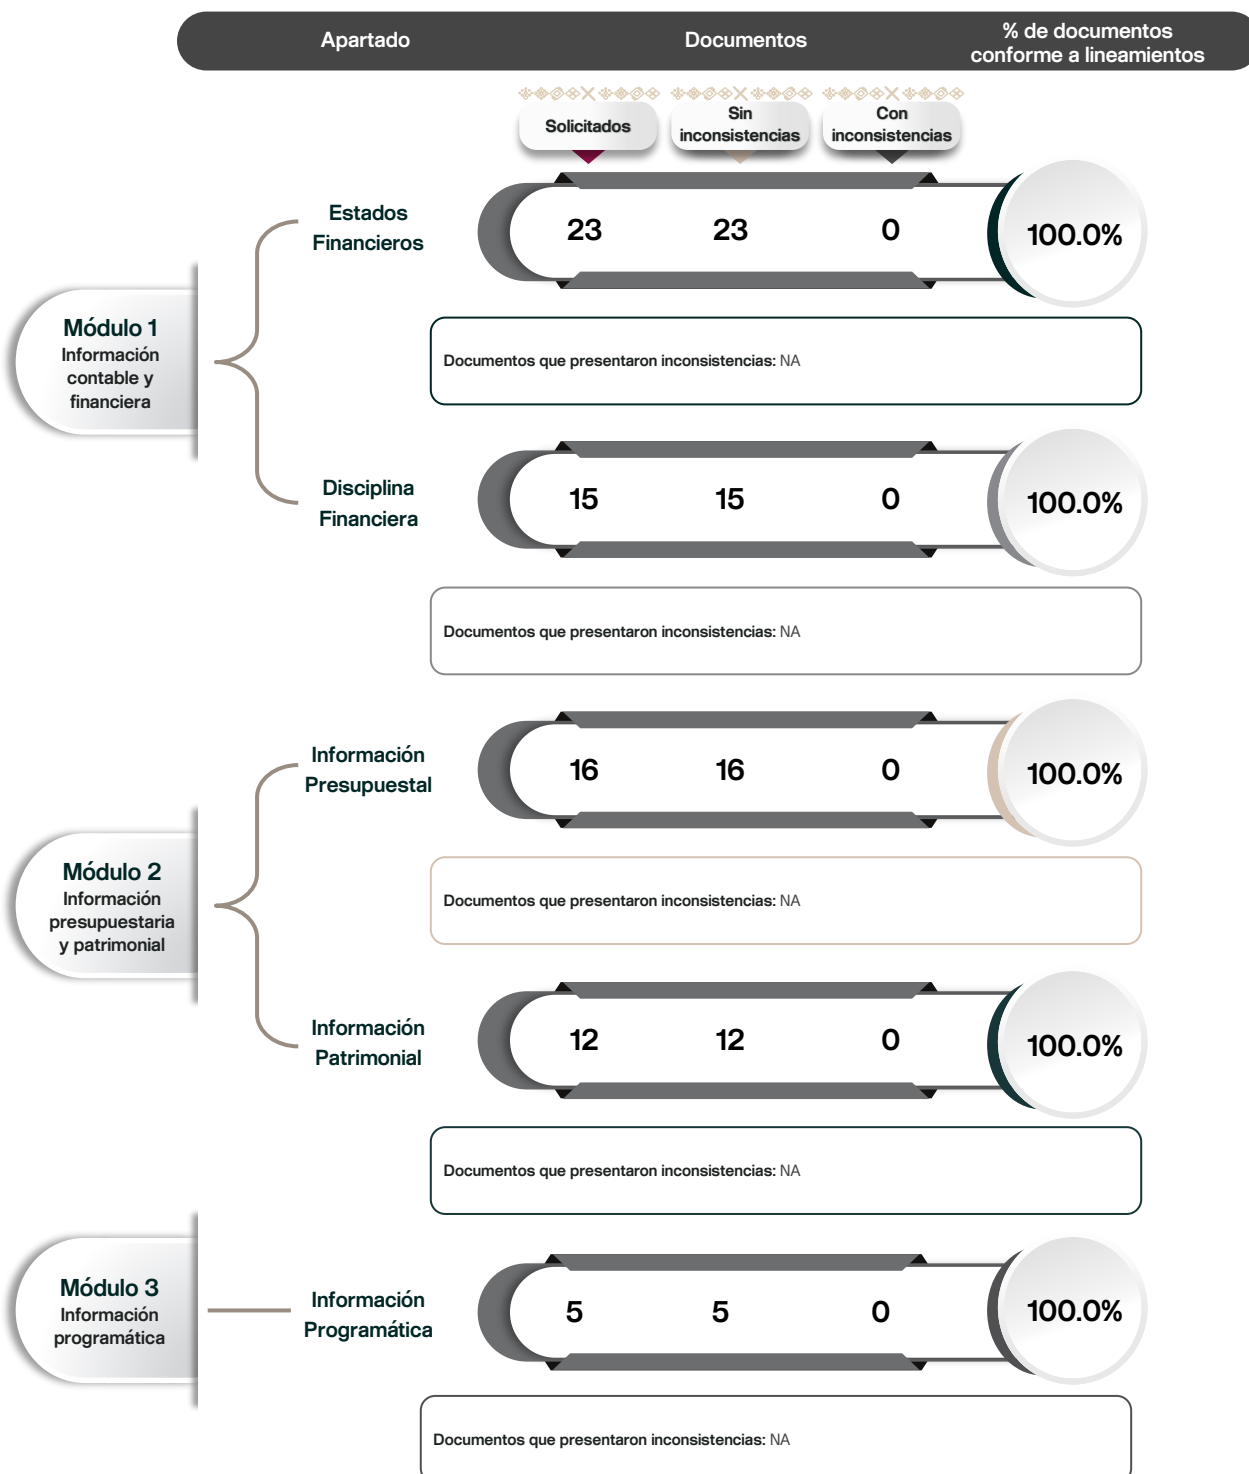 Apartado
Documentos
% de documentos
conforme a lineamientos
Solicitados
Sin
inconsistencias
Con
inconsistencias
Módulo 1
Información
contable y
financiera
Estados
Financieros
23 23 0 100.0%
Documentos que presentaron inconsistencias: NA
Disciplina
Financiera
15 15 0 100.0%
Documentos que presentaron inconsistencias: NA
Módulo 2
Información
presupuestaria
y patrimonial
Información
Presupuestal
16 16 0 100.0%
Documentos que presentaron inconsistencias: NA
Información
Patrimonial
12 12 0 100.0%
Documentos que presentaron inconsistencias: NA
Módulo 3
Información
programática
Información
Programática
5 5 0 100.0%
Documentos que presentaron inconsistencias: NA